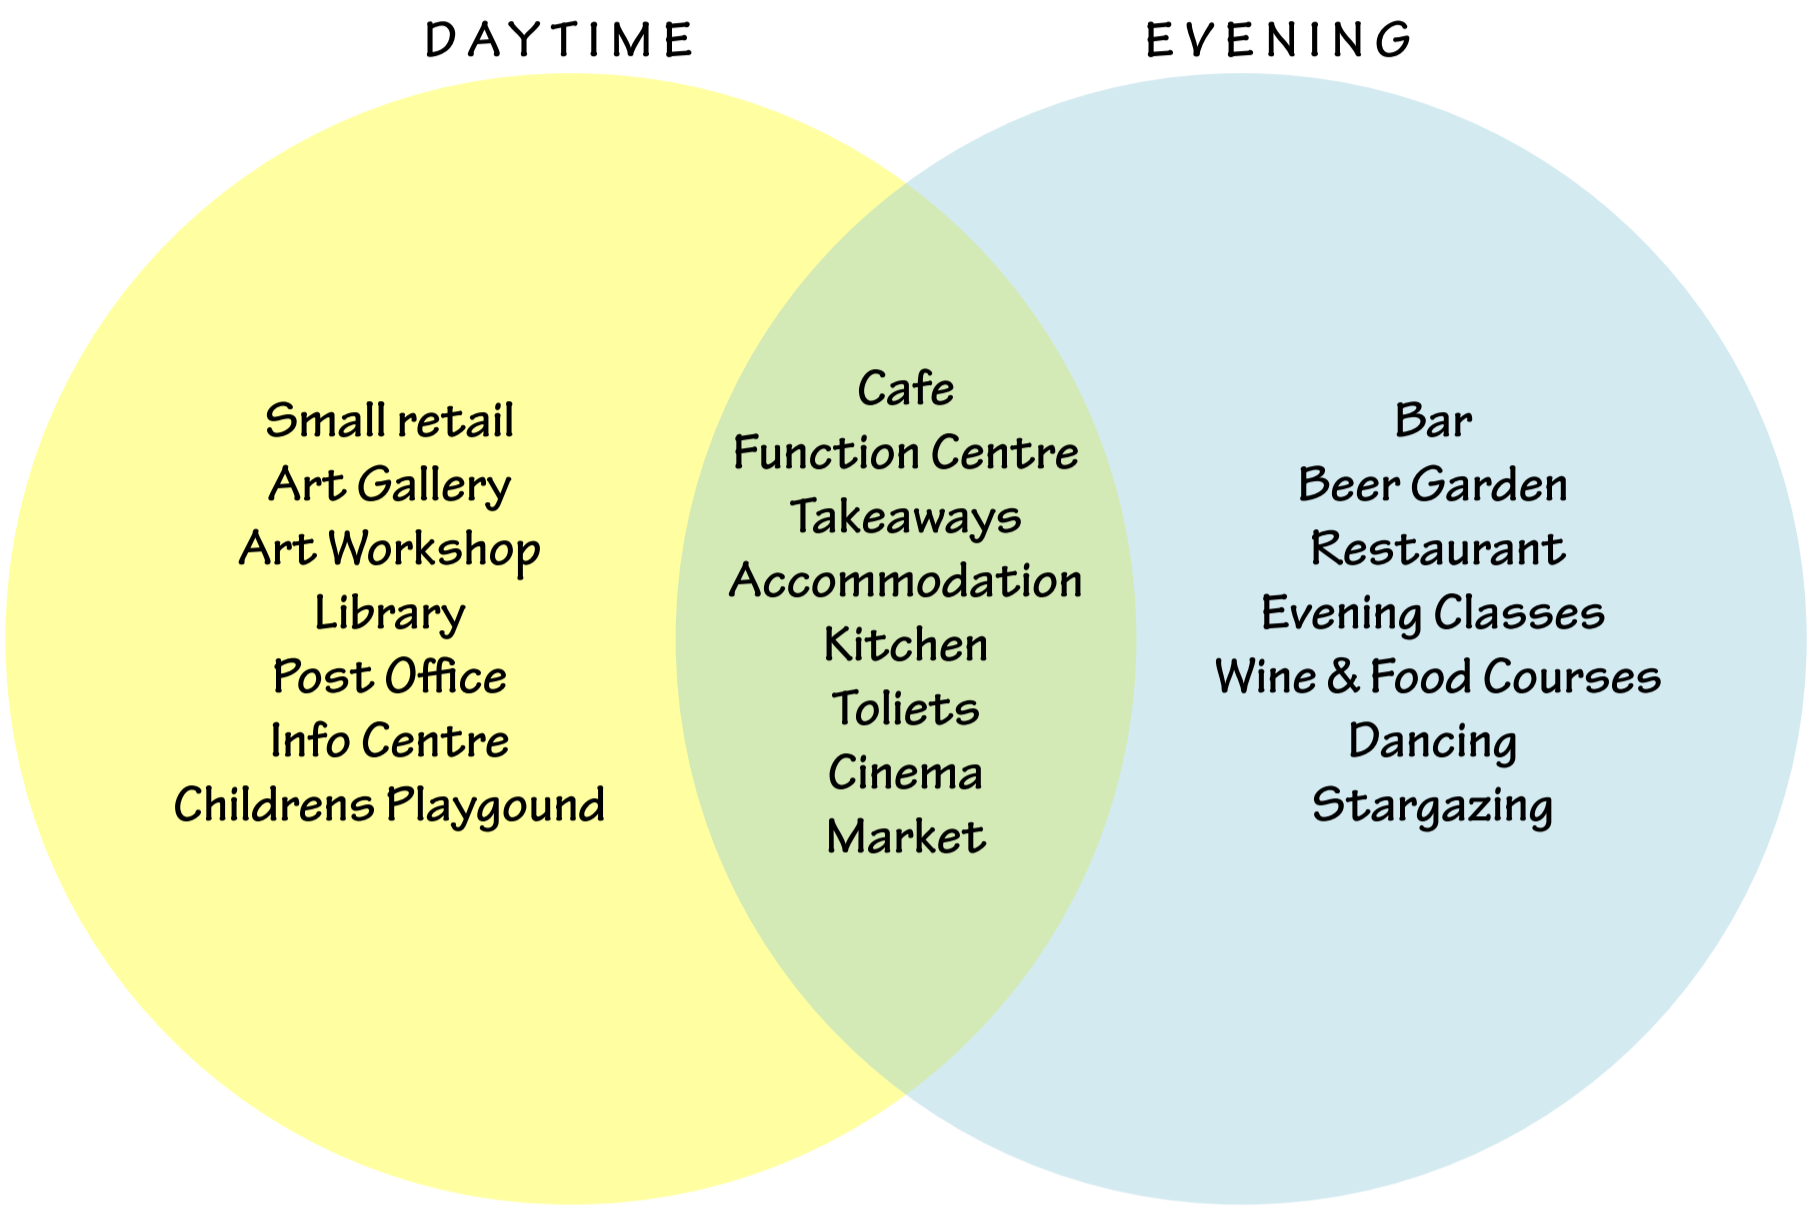 DAYTIME
EVENING
Small retail
Art Gallery
Art Workshop
Library
Post Office
Info Centre
Childrens Playgound
Cafe
Function Centre
Takeaways
Accommodation
Kitchen
Toliets
Cinema
Market
Bar
Beer Garden
Restaurant
Evening Classes
Wine & Food Courses
Dancing
Stargazing